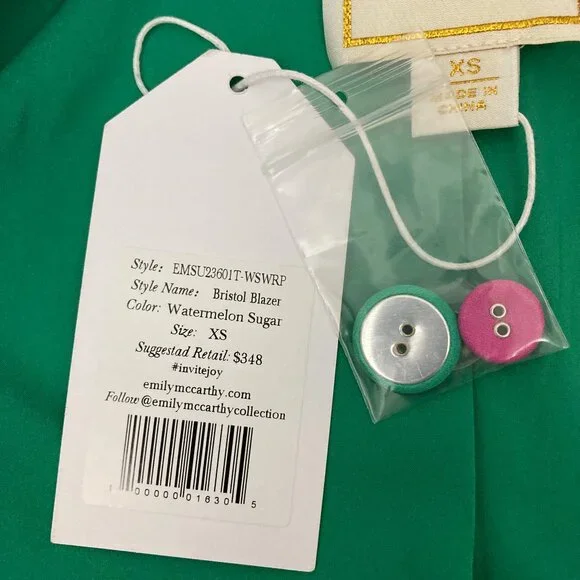 XS
MADE IN
CHINA
Style: EMSU23601T-WSWRP
Style Name: Bristol Blazer
Color: Watermelon Sugar
Size: XS
Suggestad Retail: $348
#invitejoy
emilymccarthy.com
Follow @emilymccarthycollection
1 00000 01630 5